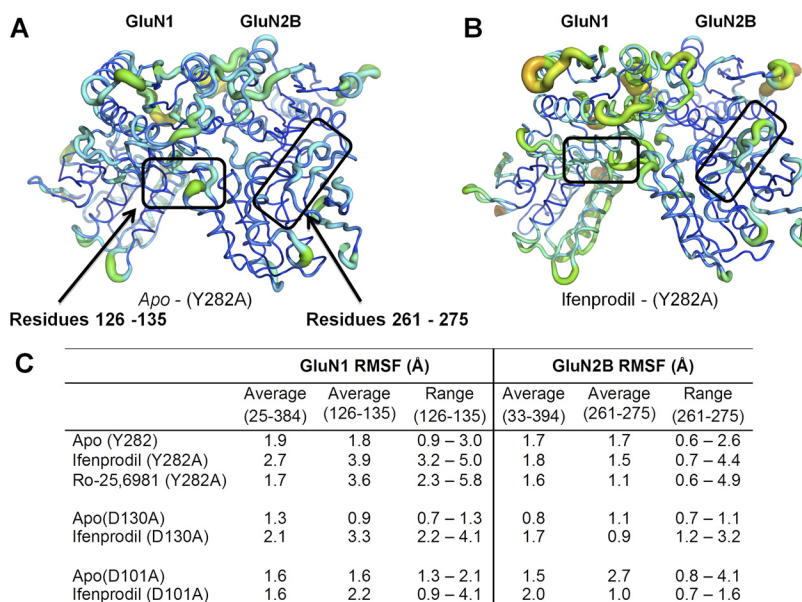 A
GluN1 GluN2B
Apo - (Y282A)
Residues 126 -135
Residues 261 - 275
B
GluN1 GluN2B
Ifenprodil - (Y282A)
C
GluN1 RMSF (Å) GluN2B RMSF (Å)
Average Average Range Average Average Range
(25-384) (126-135) (126-135) (33-394) (261-275) (261-275)
Apo (Y282) 1.9 1.8 0.9 – 3.0 1.7 1.7 0.6 – 2.6
Ifenprodil (Y282A) 2.7 3.9 3.2 – 5.0 1.8 1.5 0.7 – 4.4
Ro-25,6981 (Y282A) 1.7 3.6 2.3 – 5.8 1.6 1.1 0.6 – 4.9
Apo(D130A) 1.3 0.9 0.7 – 1.3 0.8 1.1 0.7 – 1.1
Ifenprodil (D130A) 2.1 3.3 2.2 – 4.1 1.7 0.9 1.2 – 3.2
Apo(D101A) 1.6 1.6 1.3 – 2.1 1.5 2.7 0.8 – 4.1
Ifenprodil (D101A) 1.6 2.2 0.9 – 4.1 2.0 1.0 0.7 – 1.6